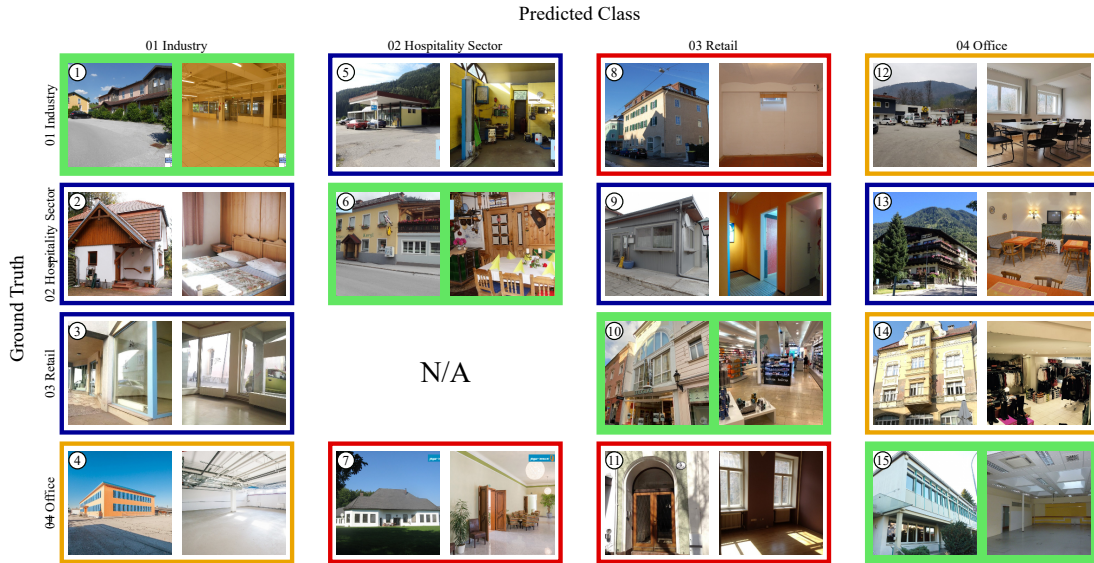 Predicted Class
01 Industry
02 Hospitality Sector
03 Retail
04 Office
Ground Truth
01 Industry
1
5
8
12
02 Hospitality Sector
2
6
9
13
03 Retail
3
N/A
10
14
04 Office
4
7
11
15